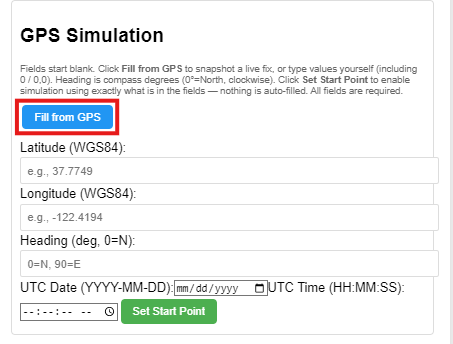 GPS Simulation
Fields start blank. Click Fill from GPS to snapshot a live fix, or type values yourself (including
0 / 0,0). Heading is compass degrees (0°=North, clockwise). Click Set Start Point to enable
simulation using exactly what is in the fields — nothing is auto-filled. All fields are required.
Fill from GPS
Latitude (WGS84):
e.g., 37.7749
Longitude (WGS84):
e.g., -122.4194
Heading (deg, 0=N):
0=N, 90=E
UTC Date (YYYY-MM-DD): mm/dd/yyyy UTC Time (HH:MM:SS):
--:--:-- -- Set Start Point